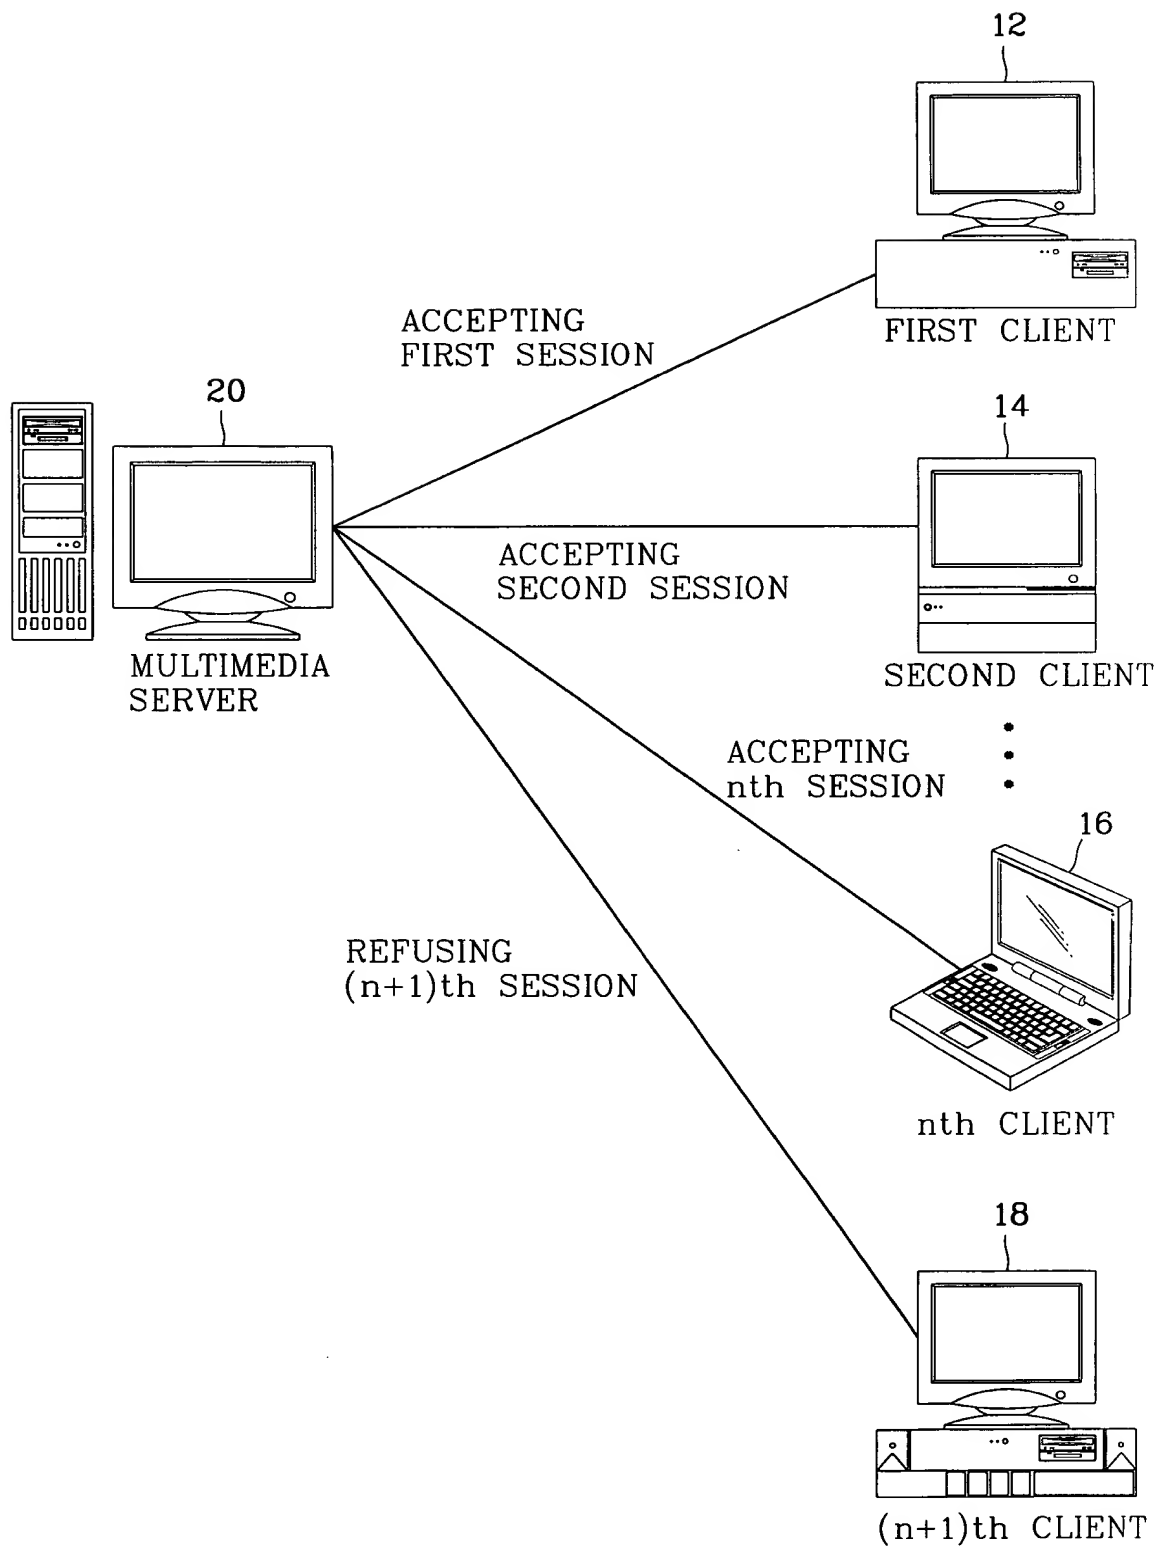 12
ACCEPTING
FIRST SESSION
FIRST CLIENT
20
14
ACCEPTING
SECOND SESSION
MULTIMEDIA
SERVER
SECOND CLIENT
ACCEPTING
nth SESSION
16
REFUSING
(n+1)th SESSION
nth CLIENT
18
(n+1)th CLIENT